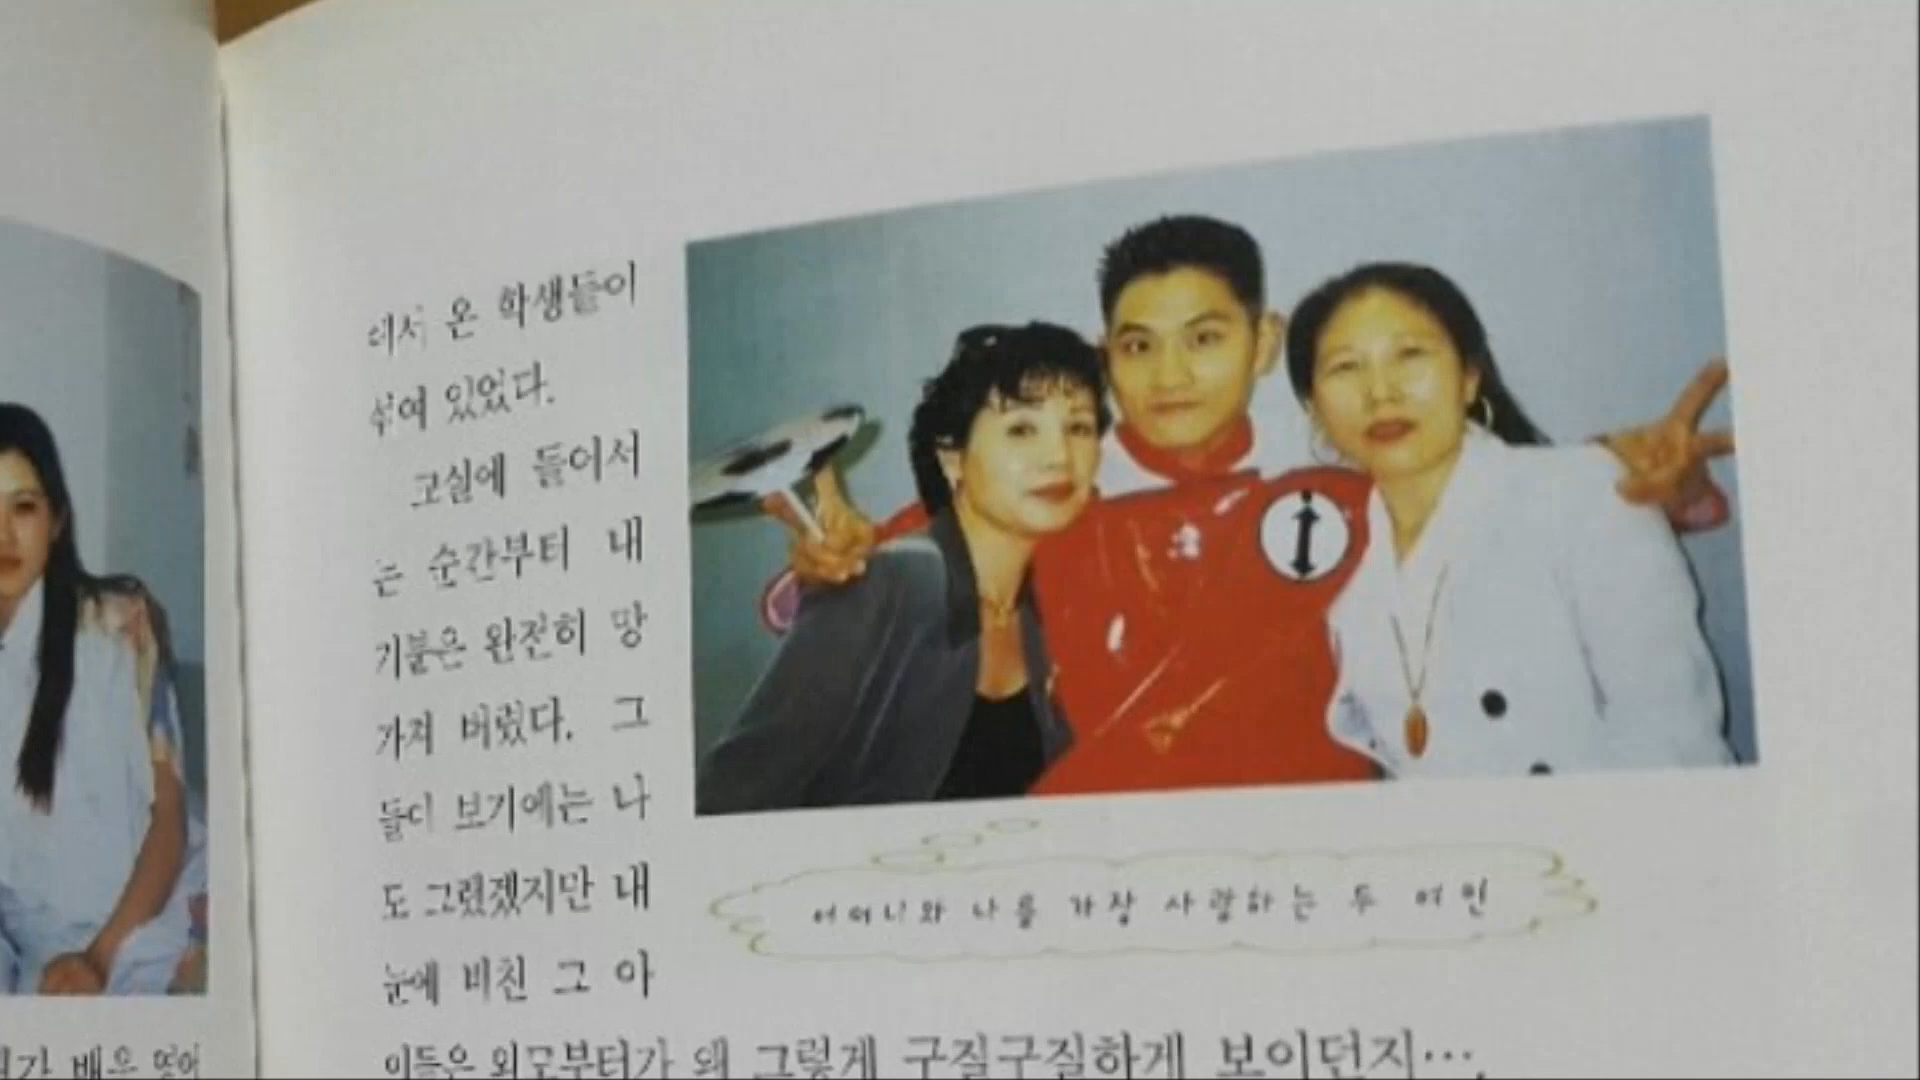 에서 온 학생들이
섞여 있었다.
교실에 들어서
는 순간부터 내
기분은 완전히 망
가져 버렸다. 그
들이 보기에는 나
도 그랬겠지만 내
눈에 비친 그 아
이들은 외모부터가 왜 그렇게 구질구질하게 보이던지….
어머니와 나를 가장 사랑하는 두 여인
배운 영어